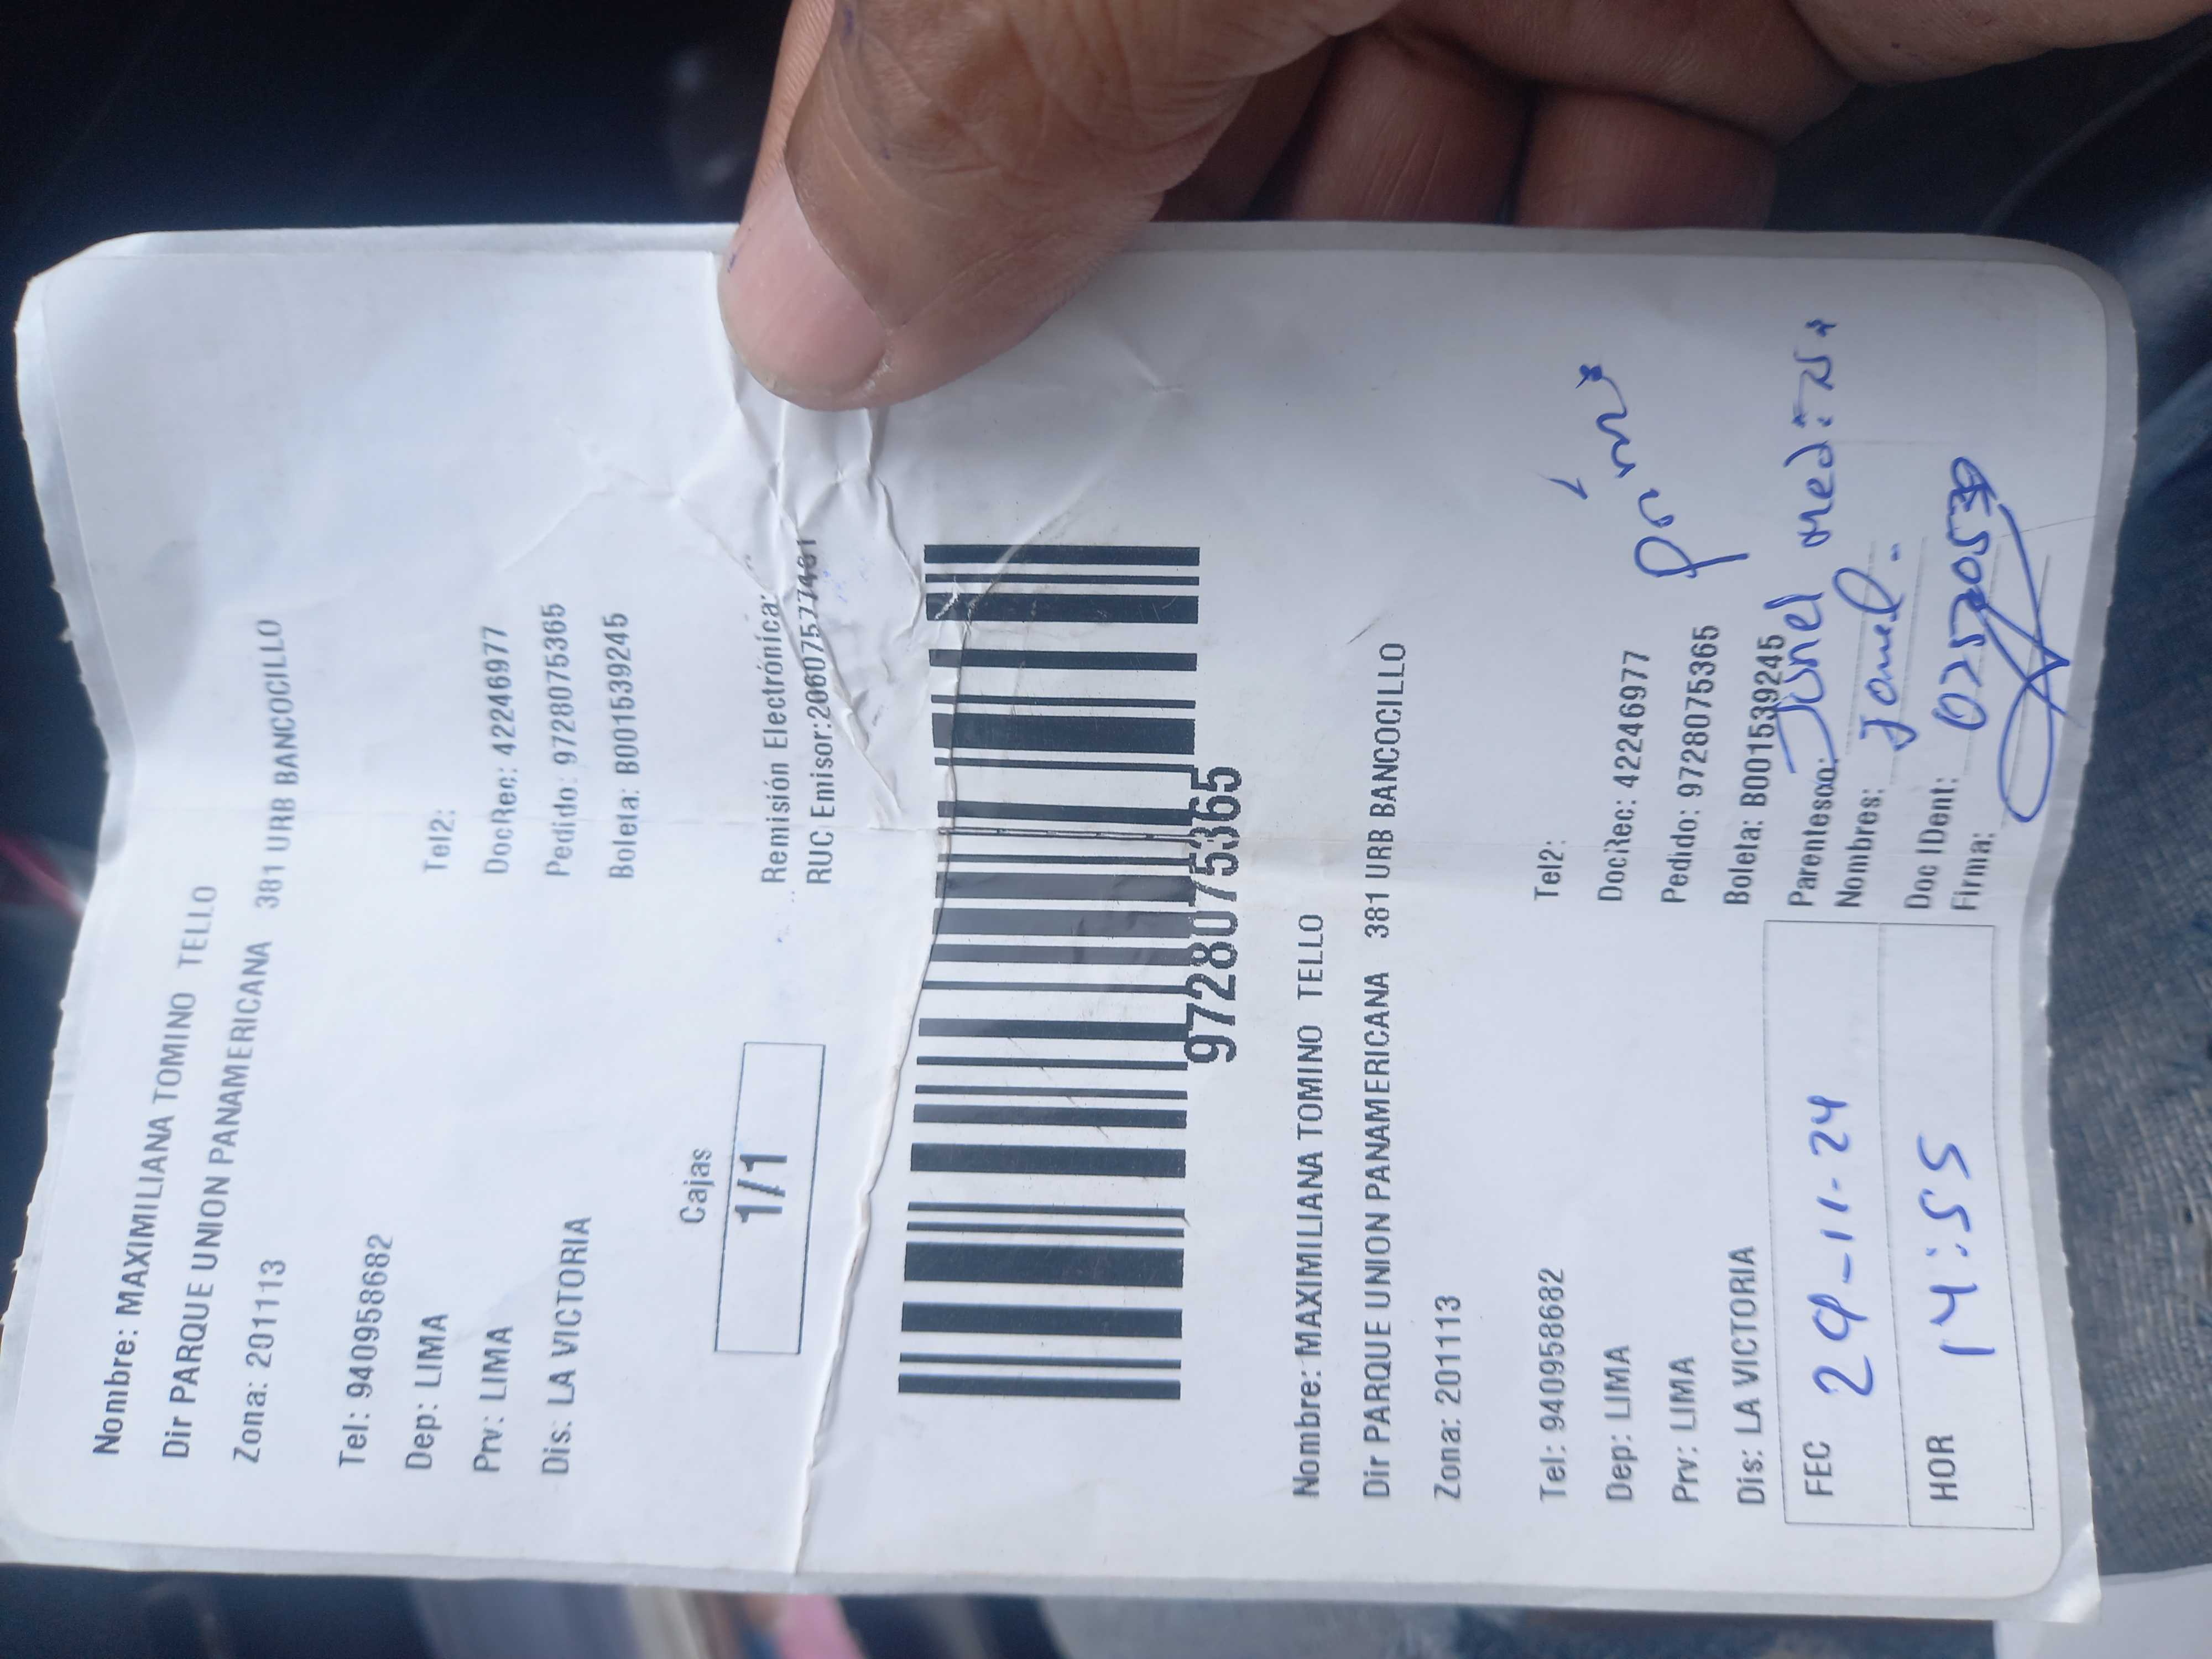 Nombre: MAXIMILIANA TOMINO TELLO
Dir PARQUE UNION PANAMERICANA 381 URB BANCOCILLO
Zona: 201113
Tel: 940958682 Tel2:
Dep: LIMA DocRec: 42246977
Prv: LIMA Pedido: 9728075365
Dis: LA VICTORIA Boleta: B001539245
Cajas
1/1
Remisión Electrónica:
RUC Emisor:20607577481
9728075365
Nombre: MAXIMILIANA TOMINO TELLO
Dir PARQUE UNION PANAMERICANA 381 URB BANCOCILLO
Zona: 201113
Tel: 940958682 Tel2:
Dep: LIMA DocRec: 42246977
Prv: LIMA Pedido: 9728075365
Dis: LA VICTORIA Boleta: B001539245
Parentesco:
FEC 29-11-24 Nombres:
HOR 14:55 Doc IDent:
Firma: